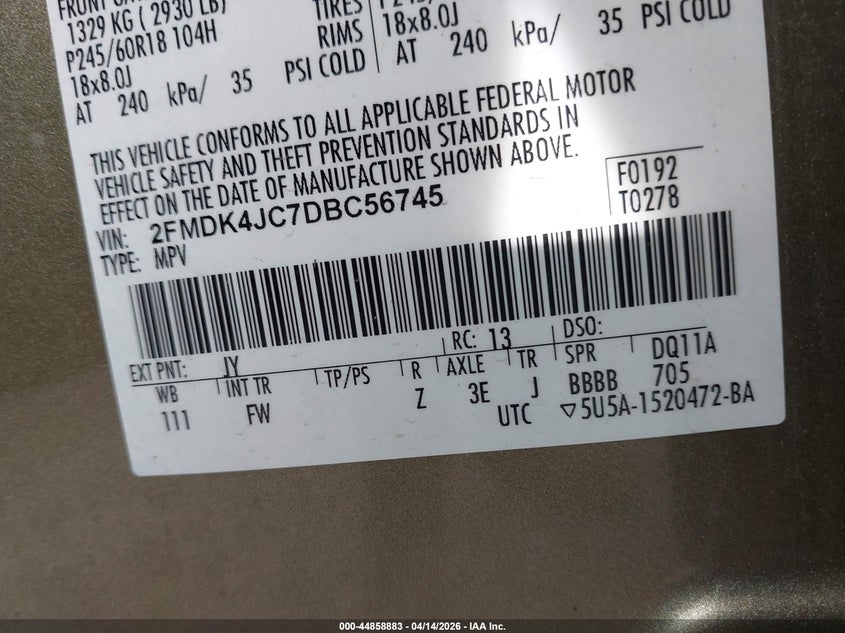 FRONT
1329 KG ( 2930 LB)
P245/60R18 104H
18x8.0J
AT 240 kPa/ 35 PSI COLD
TIRES
RIMS
18x8.0J
AT 240 kPa/ 35 PSI COLD
THIS VEHICLE CONFORMS TO ALL APPLICABLE FEDERAL MOTOR
VEHICLE SAFETY AND THEFT PREVENTION STANDARDS IN
EFFECT ON THE DATE OF MANUFACTURE SHOWN ABOVE.
F0192
T0278
VIN: 2FMDK4JC7DBC56745
TYPE: MPV
EXT PNT: JY RC: 13 DSO:
WB INT TR TP/PS R AXLE TR SPR DQ11A
111 FW Z 3E J BBBB 705
UTC ▽5U5A-1520472-BA
000-44858883 - 04/14/2026 - IAA Inc.